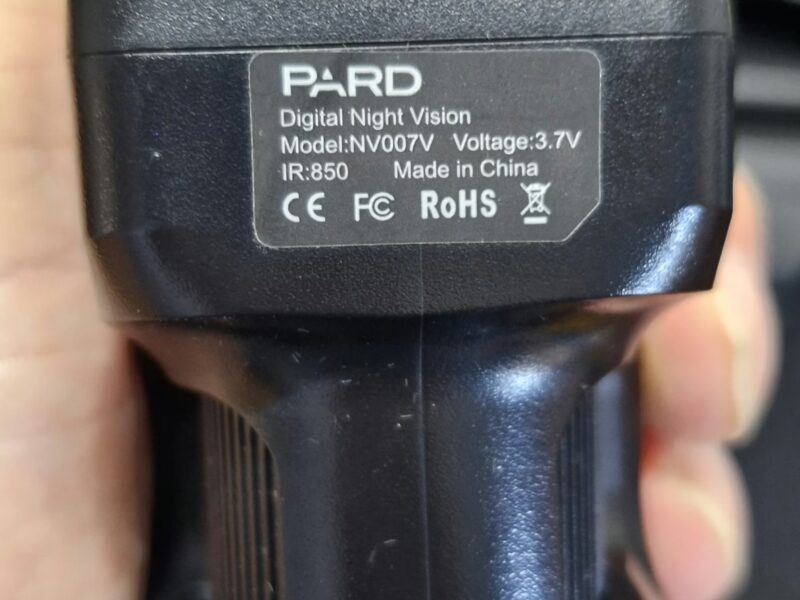 PARD
Digital Night Vision
Model:NV007V Voltage:3.7V
IR:850 Made in China
CE FC RoHS